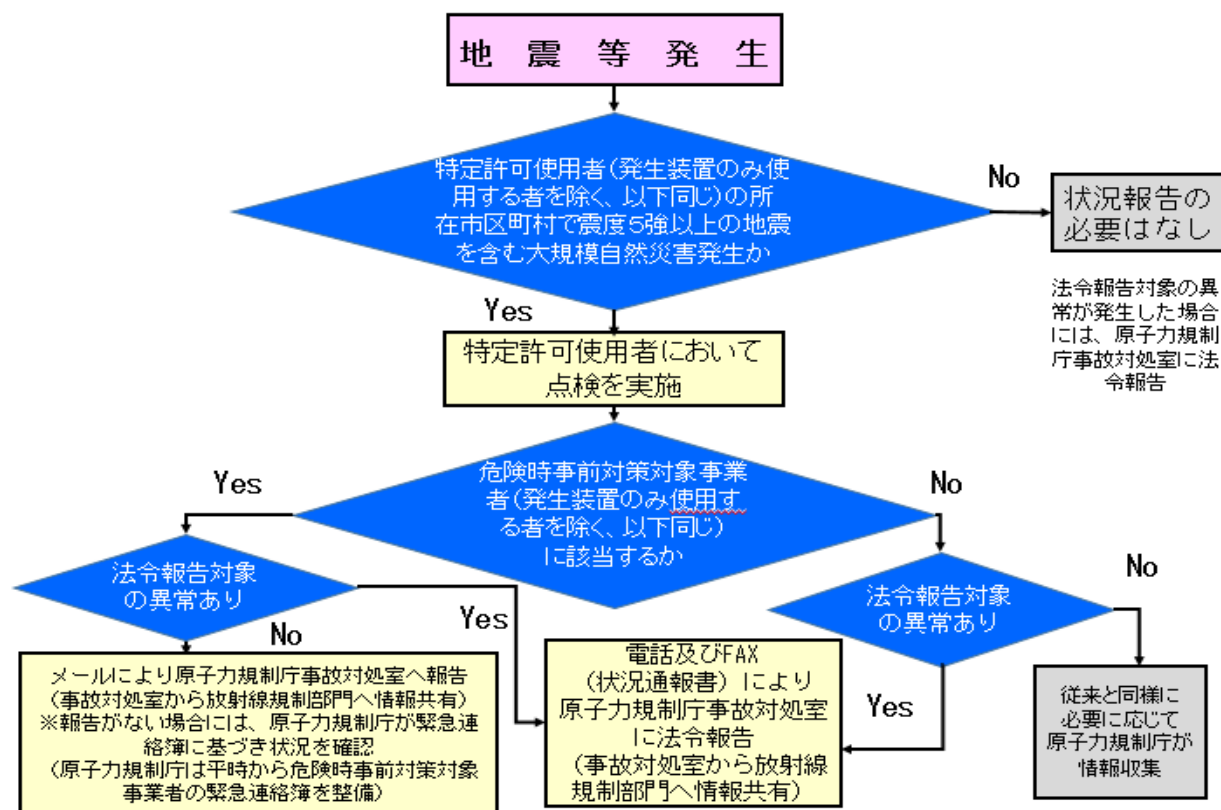 地 震 等 発 生
特定許可使用者(発生装置のみ使
用する者を除く、以下同じ)の所
在市区町村で震度5強以上の地震
を含む大規模自然災害発生か
No
状況報告の
必要はなし
法令報告対象の異
常が発生した場合
には、原子力規制
庁事故対処室に法
令報告
Yes
特定許可使用者において
点検を実施
Yes
危険時事前対策対象事業
者(発生装置のみ使用す
る者を除く、以下同じ)
に該当するか
No
法令報告対象
の異常あり
No
Yes
法令報告対象
の異常あり
No
Yes
メールにより原子力規制庁事故対処室へ報告
(事故対処室から放射線規制部門へ情報共有)
※報告がない場合には、原子力規制庁が緊急連
絡簿に基づき状況を確認
(原子力規制庁は平時から危険時事前対策対象
事業者の緊急連絡簿を整備)
電話及びFAX
(状況通報書)により
原子力規制庁事故対処室
に法令報告
(事故対処室から放射線
規制部門へ情報共有)
従来と同様に
必要に応じて
原子力規制庁が
情報収集